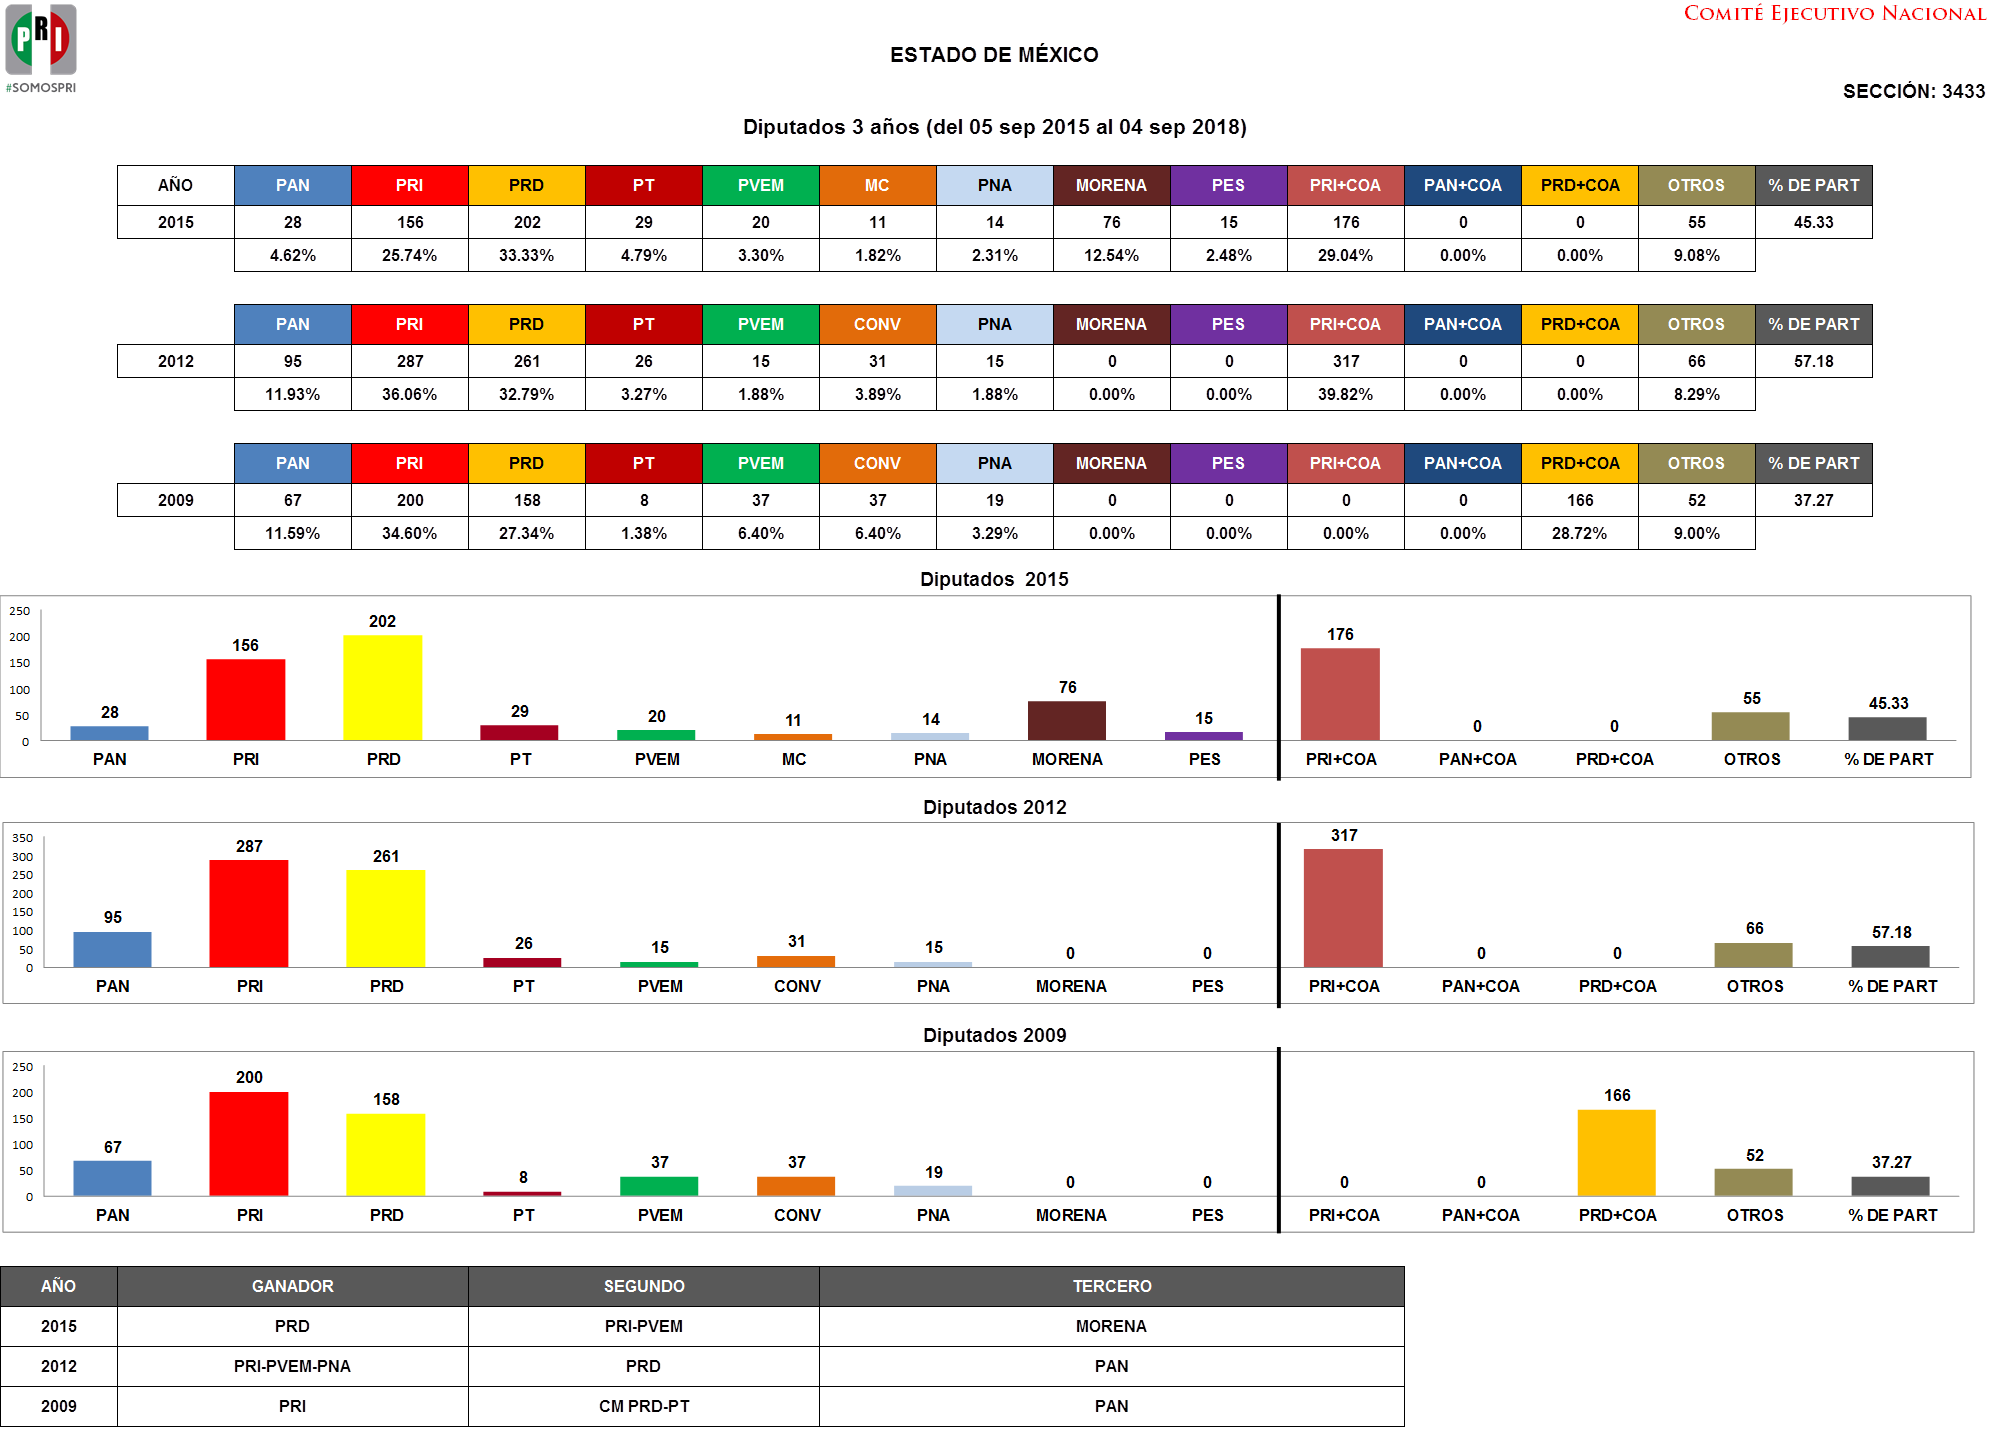 PRI
#SOMOSPRI
COMITÉ EJECUTIVO NACIONAL
ESTADO DE MÉXICO
SECCIÓN: 3433
Diputados 3 años (del 05 sep 2015 al 04 sep 2018)
AÑO PAN PRI PRD PT PVEM MC PNA MORENA PES PRI+COA PAN+COA PRD+COA OTROS % DE PART
2015 28 156 202 29 20 11 14 76 15 176 0 0 55 45.33
4.62% 25.74% 33.33% 4.79% 3.30% 1.82% 2.31% 12.54% 2.48% 29.04% 0.00% 0.00% 9.08%
PAN PRI PRD PT PVEM CONV PNA MORENA PES PRI+COA PAN+COA PRD+COA OTROS % DE PART
2012 95 287 261 26 15 31 15 0 0 317 0 0 66 57.18
11.93% 36.06% 32.79% 3.27% 1.88% 3.89% 1.88% 0.00% 0.00% 39.82% 0.00% 0.00% 8.29%
PAN PRI PRD PT PVEM CONV PNA MORENA PES PRI+COA PAN+COA PRD+COA OTROS % DE PART
2009 67 200 158 8 37 37 19 0 0 0 0 166 52 37.27
11.59% 34.60% 27.34% 1.38% 6.40% 6.40% 3.29% 0.00% 0.00% 0.00% 0.00% 28.72% 9.00%
Diputados 2015
250
200
150
100
50
0
28 156 202 29 20 11 14 76 15 176 0 0 55 45.33
PAN PRI PRD PT PVEM MC PNA MORENA PES PRI+COA PAN+COA PRD+COA OTROS % DE PART
Diputados 2012
350
300
250
200
150
100
50
0
95 287 261 26 15 31 15 0 0 317 0 0 66 57.18
PAN PRI PRD PT PVEM CONV PNA MORENA PES PRI+COA PAN+COA PRD+COA OTROS % DE PART
Diputados 2009
250
200
150
100
50
0
67 200 158 8 37 37 19 0 0 0 0 166 52 37.27
PAN PRI PRD PT PVEM CONV PNA MORENA PES PRI+COA PAN+COA PRD+COA OTROS % DE PART
AÑO GANADOR SEGUNDO TERCERO
2015 PRD PRI-PVEM MORENA
2012 PRI-PVEM-PNA PRD PAN
2009 PRI CM PRD-PT PAN